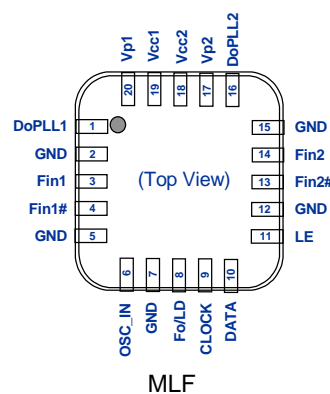 Vp1
Vcc1
Vcc2
Vp2
DoPLL2
20
19
18
17
16
DoPLL1 1
GND 2
Fin1 3
Fin1# 4
GND 5
(Top View)
15 GND
14 Fin2
13 Fin2#
12 GND
11 LE
6
7
8
9
10
OSC_IN
GND
Fo/LD
CLOCK
DATA
MLF